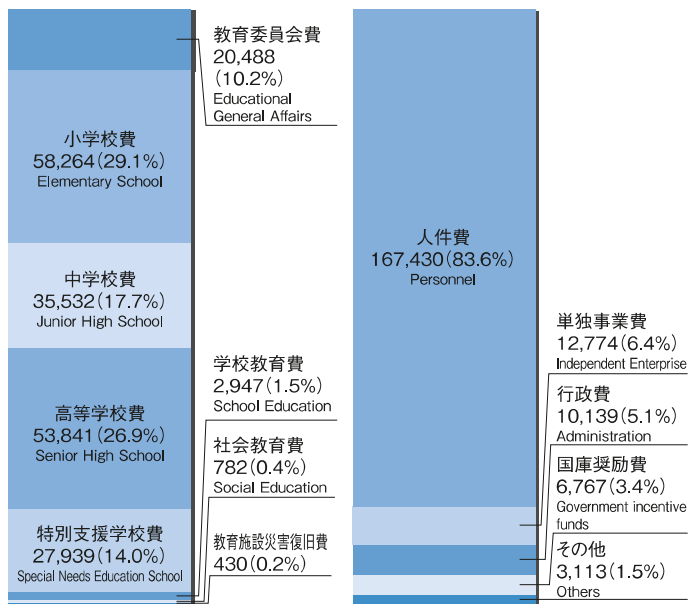 教育委員会費
20,488
(10.2%)
Educational
General Affairs
小学校費
58,264(29.1%)
Elementary School
中学校費
35,532(17.7%)
Junior High School
高等学校費
53,841(26.9%)
Senior High School
特別支援学校費
27,939(14.0%)
Special Needs Education School
学校教育費
2,947(1.5%)
School Education
社会教育費
782(0.4%)
Social Education
教育施設災害復旧費
430(0.2%)
人件費
167,430(83.6%)
Personnel
単独事業費
12,774(6.4%)
Independent Enterprise
行政費
10,139(5.1%)
Administration
国庫奨励費
6,767(3.4%)
Government incentive
funds
その他
3,113(1.5%)
Others